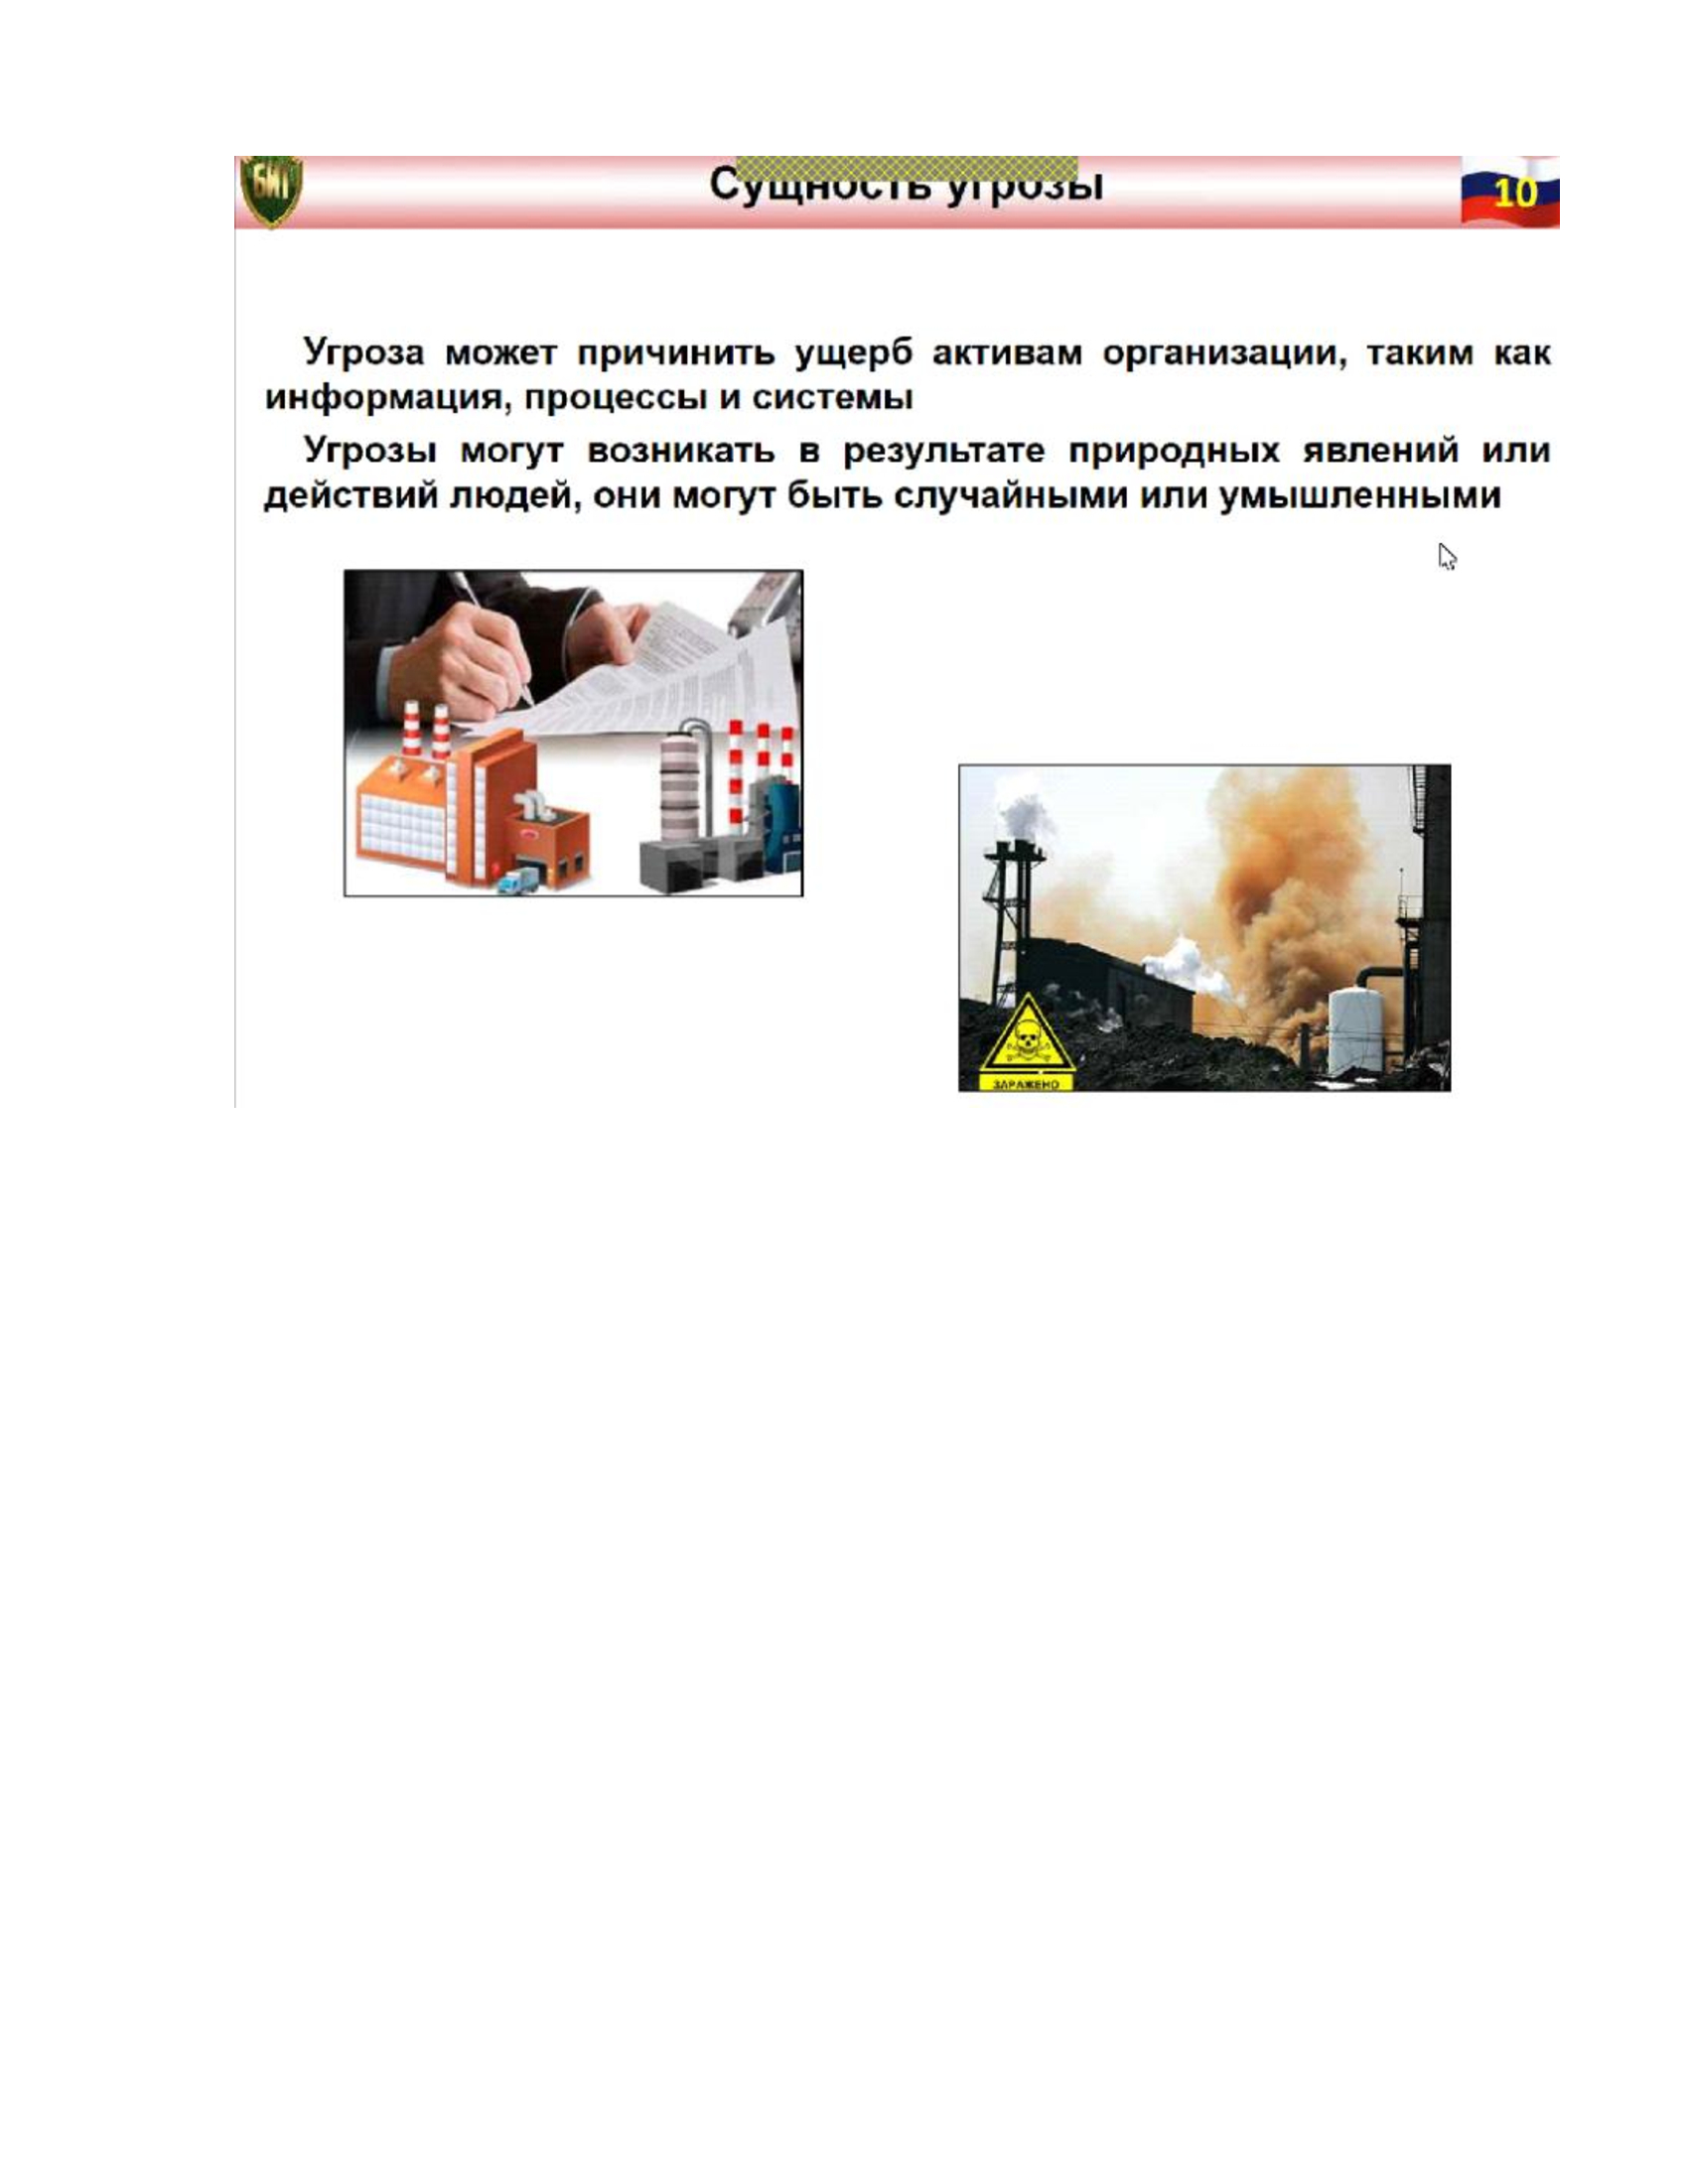 БИТ
Сущность угрозы
10
Угроза может причинить ущерб активам организации, таким как
информация, процессы и системы
Угрозы могут возникать в результате природных явлений или
действий людей, они могут быть случайными или умышленными
ЗАРАЖЕНО